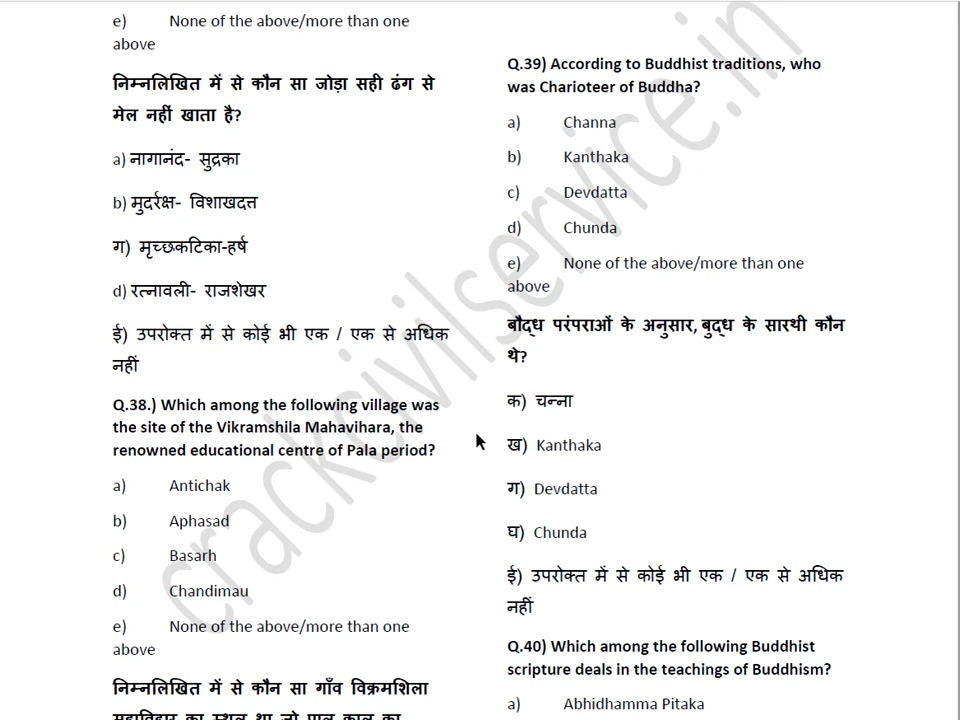 e) None of the above/more than one
above
निम्नलिखित में से कौन सा जोड़ा सही ढंग से
मेल नहीं खाता है?
a) नागानंद- सुद्रका
b) मुदर्रक्ष- विशाखदत्त
ग) मृच्छकटिका-हर्ष
d) रत्नावली- राजशेखर
ई) उपरोक्त में से कोई भी एक / एक से अधिक
नहीं
Q.38.) Which among the following village was
the site of the Vikramshila Mahavihara, the
renowned educational centre of Pala period?
a) Antichak
b) Aphasad
c) Basarh
d) Chandimau
e) None of the above/more than one
above
निम्नलिखित में से कौन सा गाँव विक्रमशिला
महाविहार का स्थल था जो पाल काल का
Q.39) According to Buddhist traditions, who
was Charioteer of Buddha?
a) Channa
b) Kanthaka
c) Devdatta
d) Chunda
e) None of the above/more than one
above
बौद्ध परंपराओं के अनुसार, बुद्ध के सारथी कौन
थे?
क) चन्ना
ख) Kanthaka
ग) Devdatta
घ) Chunda
ई) उपरोक्त में से कोई भी एक / एक से अधिक
नहीं
Q.40) Which among the following Buddhist
scripture deals in the teachings of Buddhism?
a) Abhidhamma Pitaka
crackcivilservice.in